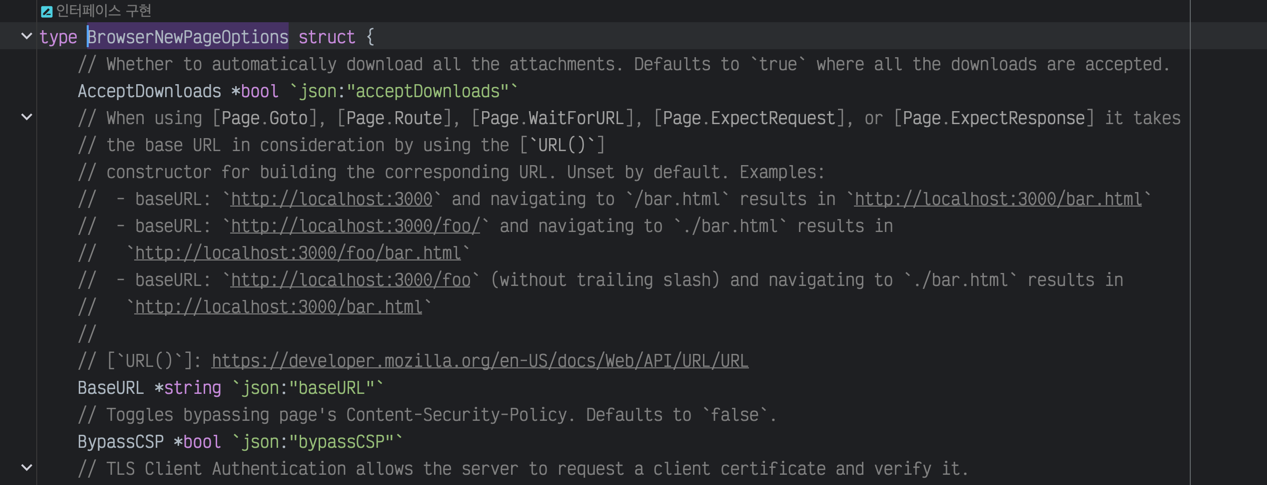 인터페이스 구현
type BrowserNewPageOptions struct {
// Whether to automatically download all the attachments. Defaults to `true` where all the downloads are accepted.
AcceptDownloads *bool `json:"acceptDownloads"`
// When using [Page.Goto], [Page.Route], [Page.WaitForURL], [Page.ExpectRequest], or [Page.ExpectResponse] it takes
// the base URL in consideration by using the [`URL()`]
// constructor for building the corresponding URL. Unset by default. Examples:
//  - baseURL: `http://localhost:3000` and navigating to `/bar.html` results in `http://localhost:3000/bar.html`
//  - baseURL: `http://localhost:3000/foo/` and navigating to `./bar.html` results in
//   `http://localhost:3000/foo/bar.html`
//  - baseURL: `http://localhost:3000/foo` (without trailing slash) and navigating to `./bar.html` results in
//   `http://localhost:3000/bar.html`
//
// [`URL()`]: https://developer.mozilla.org/en-US/docs/Web/API/URL/URL
BaseURL *string `json:"baseURL"`
// Toggles bypassing page's Content-Security-Policy. Defaults to `false`.
BypassCSP *bool `json:"bypassCSP"`
// TLS Client Authentication allows the server to request a client certificate and verify it.